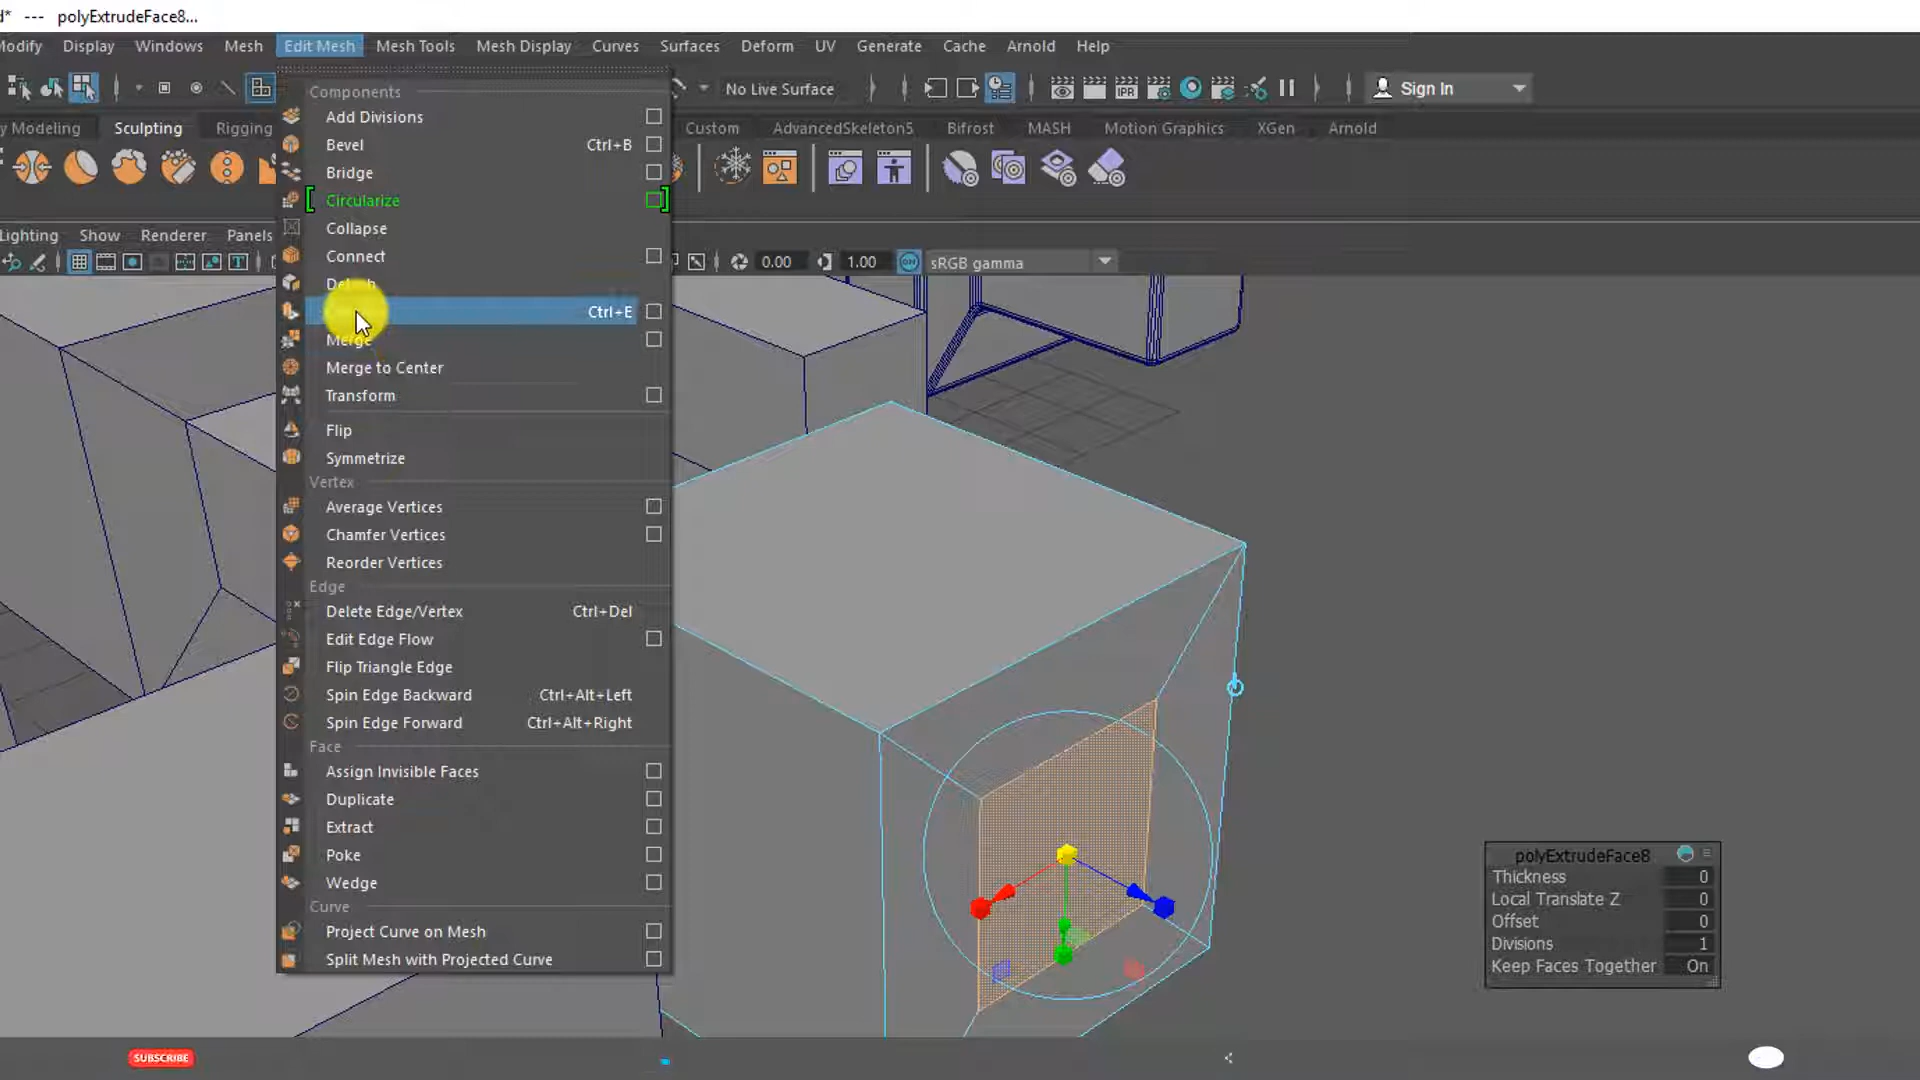 d* --- polyExtrudeFace8...
Modify Display Windows Mesh Edit Mesh Mesh Tools Mesh Display Curves Surfaces Deform UV Generate Cache Arnold Help
No Live Surface
IPR
Sign In
y Modeling Sculpting Rigging Custom AdvancedSkeleton5 Bifrost MASH Motion Graphics XGen Arnold
Lighting Show Renderer Panels
0.00 1.00 ON sRGB gamma
Components
Add Divisions
Bevel Ctrl+B
Bridge
Circularize
Collapse
Connect
Ctrl+E
Merge
Merge to Center
Transform
Flip
Symmetrize
Vertex
Average Vertices
Chamfer Vertices
Reorder Vertices
Edge
Delete Edge/Vertex Ctrl+Del
Edit Edge Flow
Flip Triangle Edge
Spin Edge Backward Ctrl+Alt+Left
Spin Edge Forward Ctrl+Alt+Right
Face
Assign Invisible Faces
Duplicate
Extract
Poke
Wedge
Curve
Project Curve on Mesh
Split Mesh with Projected Curve
polyExtrudeFace8
Thickness 0
Local Translate Z 0
Offset 0
Divisions 1
Keep Faces Together On
SUBSCRIBE